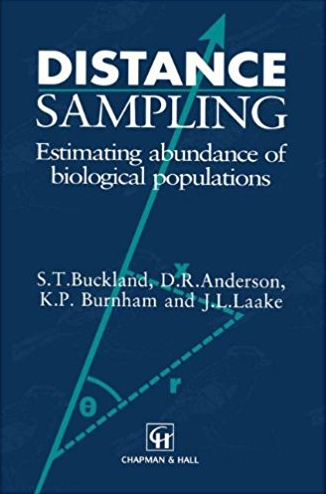 DISTANCE
SAMPLING
Estimating abundance of
biological populations
S.T.Buckland, D.R.Anderson,
K.P. Burnham and J.L.Laake
x
r
θ
CH
CHAPMAN & HALL